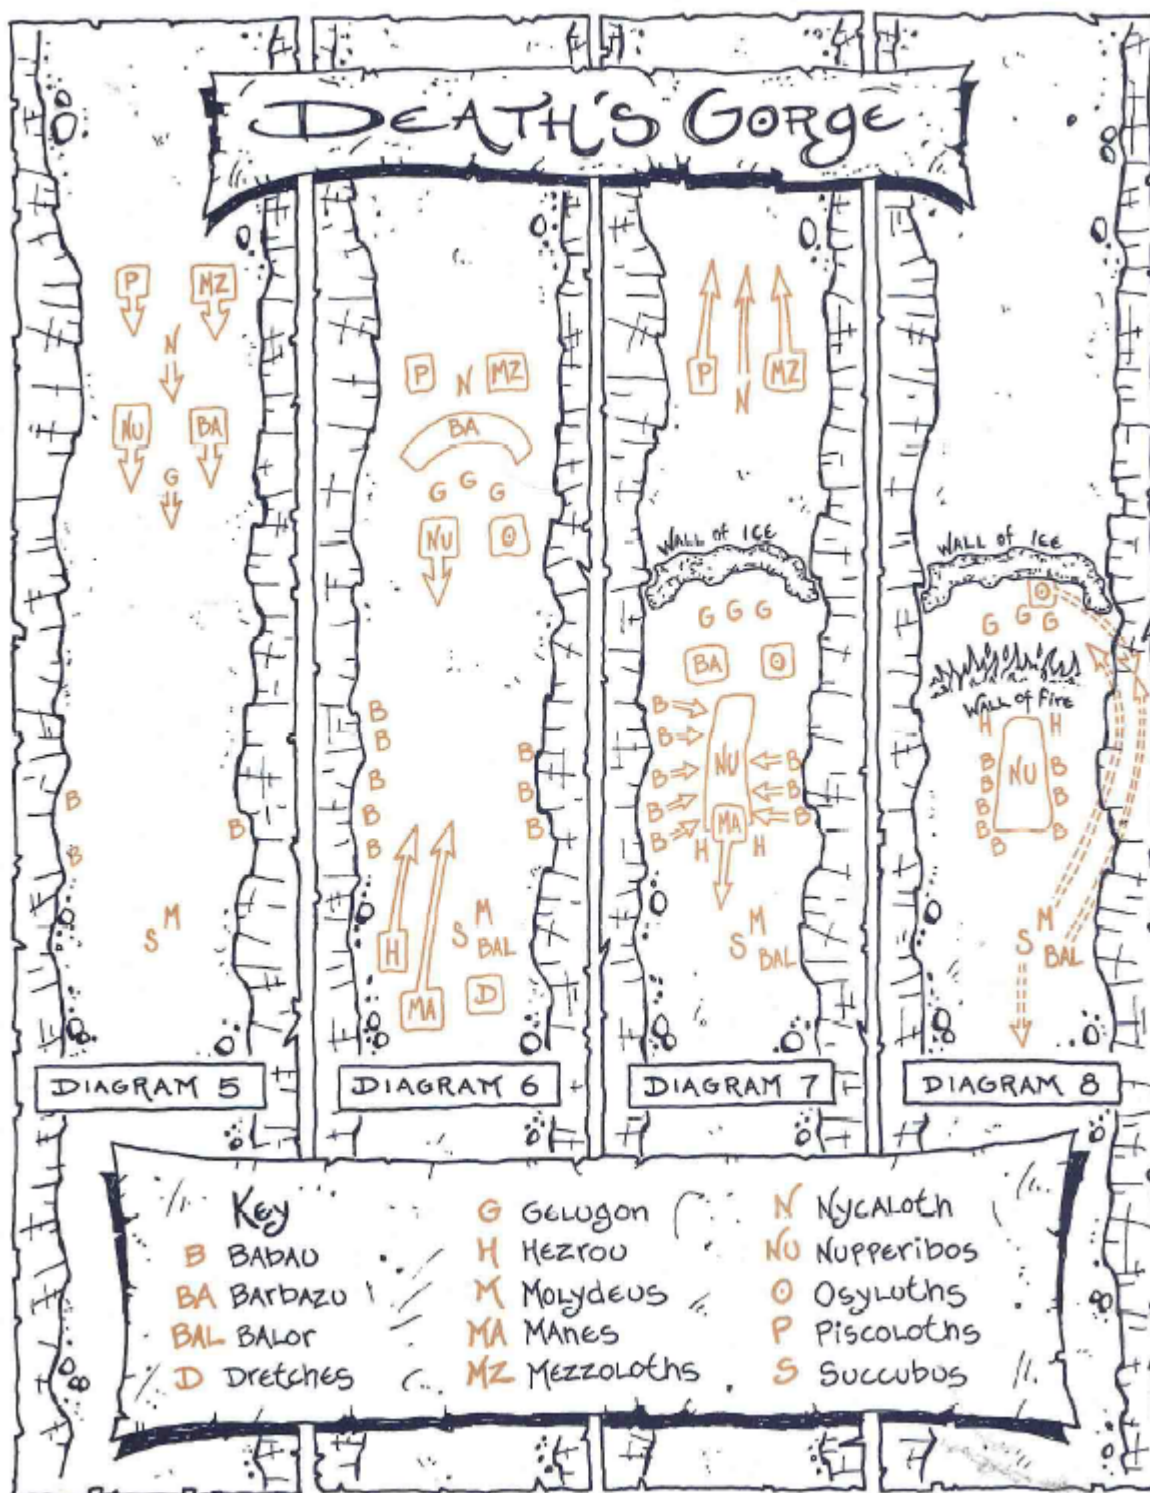 DEATH'S GORGE
P MZ
N
NU BA
G
B
B
B
M
S
DIAGRAM 5
P N MZ
BA
G G G
NU O
B
B
B
B B
B B
B
H S M
BAL
MA D
DIAGRAM 6
P MZ
N
WALL of ICE
G G G
BA O
B
B
NU B
B B
B MA B
B
H H
M
S BAL
DIAGRAM 7
WALL of ICE
O
G G G
WALL of Fire
H H
B NU B
B
B B
B B
B
M
S BAL
DIAGRAM 8
Key
B BABAU
BA BARBAZU
BAL BALOR
D Dretches
G Gelugon
H Hezrou
M Molydeus
MA MAnes
MZ Mezzoloths
N Nycaloth
NU Nupperibos
O Osyluths
P Piscoloths
S Succubus